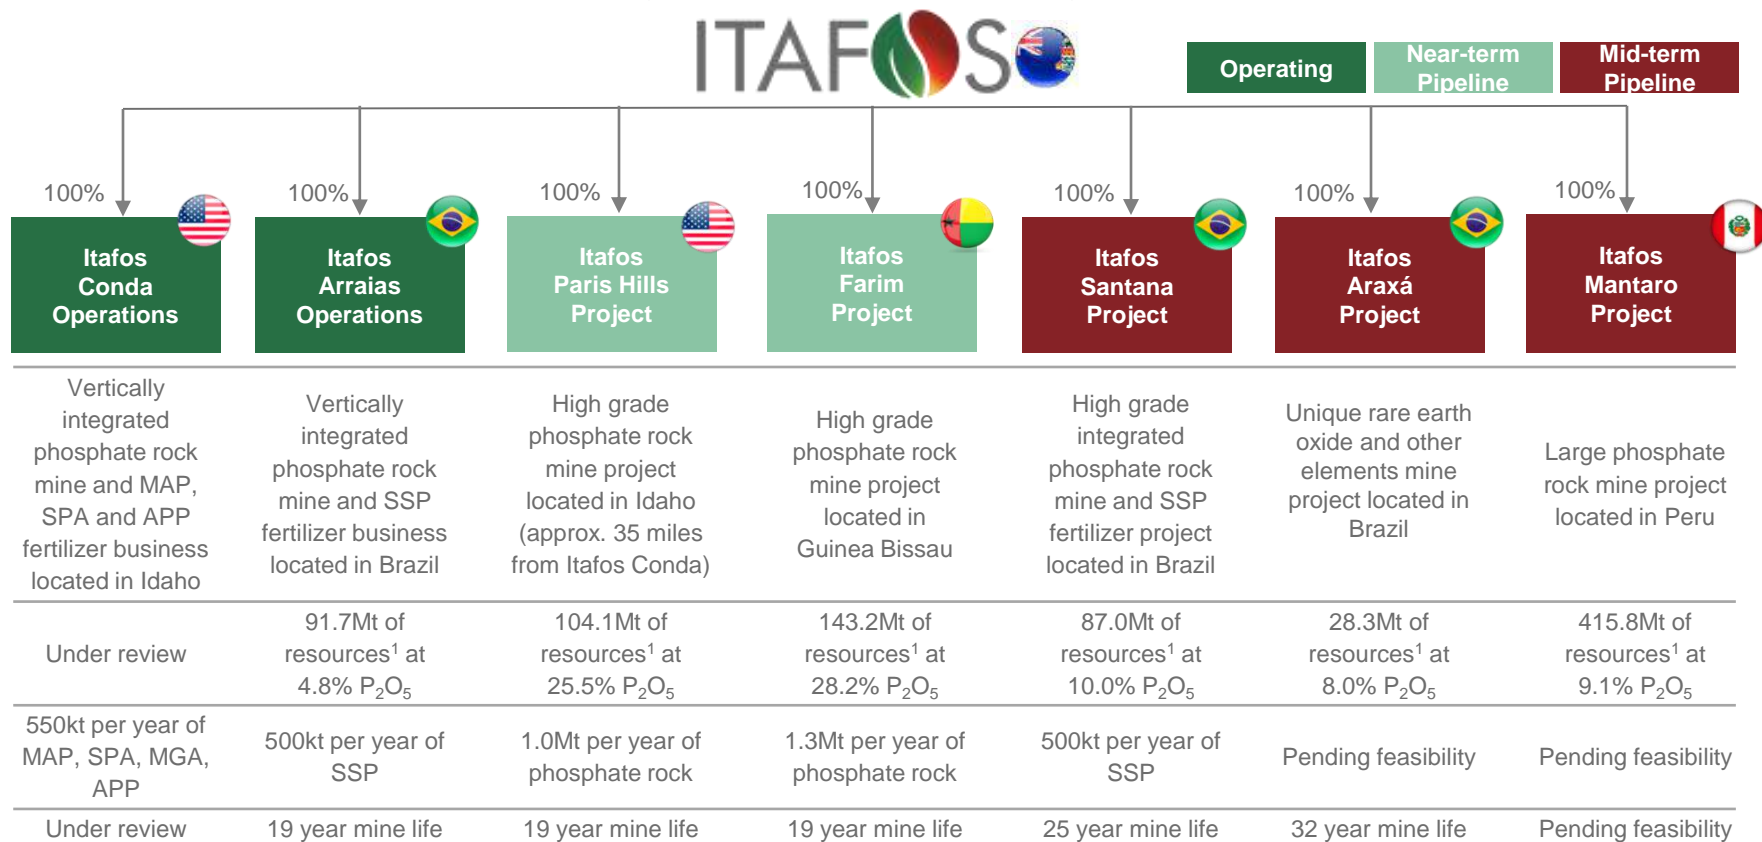 ITAFOS
Operating
Near-term
Pipeline
Mid-term
Pipeline
100%
100%
100%
100%
100%
100%
100%
Itafos
Conda
Operations
Itafos
Arraias
Operations
Itafos
Paris Hills
Project
Itafos
Farim
Project
Itafos
Santana
Project
Itafos
Araxá
Project
Itafos
Mantaro
Project
Vertically
integrated
phosphate rock
mine and MAP,
SPA and APP
fertilizer business
located in Idaho
Vertically
integrated
phosphate rock
mine and SSP
fertilizer business
located in Brazil
High grade
phosphate rock
mine project
located in Idaho
(approx. 35 miles
from Itafos Conda)
High grade
phosphate rock
mine project
located in
Guinea Bissau
High grade
integrated
phosphate rock
mine and SSP
fertilizer project
located in Brazil
Unique rare earth
oxide and other
elements mine
project located in
Brazil
Large phosphate
rock mine project
located in Peru
Under review
91.7Mt of
resources¹ at
4.8% P₂O₅
104.1Mt of
resources¹ at
25.5% P₂O₅
143.2Mt of
resources¹ at
28.2% P₂O₅
87.0Mt of
resources¹ at
10.0% P₂O₅
28.3Mt of
resources¹ at
8.0% P₂O₅
415.8Mt of
resources¹ at
9.1% P₂O₅
550kt per year of
MAP, SPA, MGA,
APP
500kt per year of
SSP
1.0Mt per year of
phosphate rock
1.3Mt per year of
phosphate rock
500kt per year of
SSP
Pending feasibility
Pending feasibility
Under review
19 year mine life
19 year mine life
19 year mine life
25 year mine life
32 year mine life
Pending feasibility